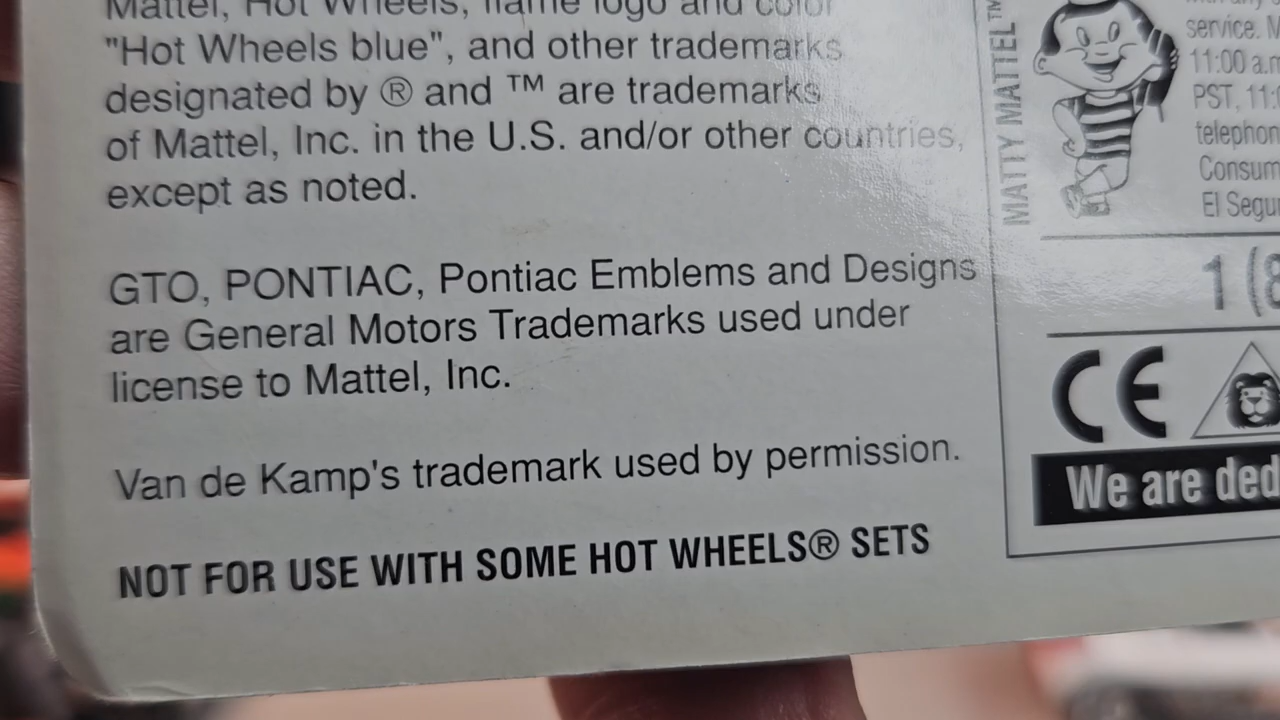 Mattel, Hot Wheels, flame logo and color
"Hot Wheels blue", and other trademarks
designated by ® and ™ are trademarks
of Mattel, Inc. in the U.S. and/or other countries,
except as noted.
GTO, PONTIAC, Pontiac Emblems and Designs
are General Motors Trademarks used under
license to Mattel, Inc.
Van de Kamp's trademark used by permission.
NOT FOR USE WITH SOME HOT WHEELS® SETS
MATTY MATTEL™
service.
11:00 a.m
PST, 11:
telephon
Consum
El Segu
1 (8
CE
We are ded